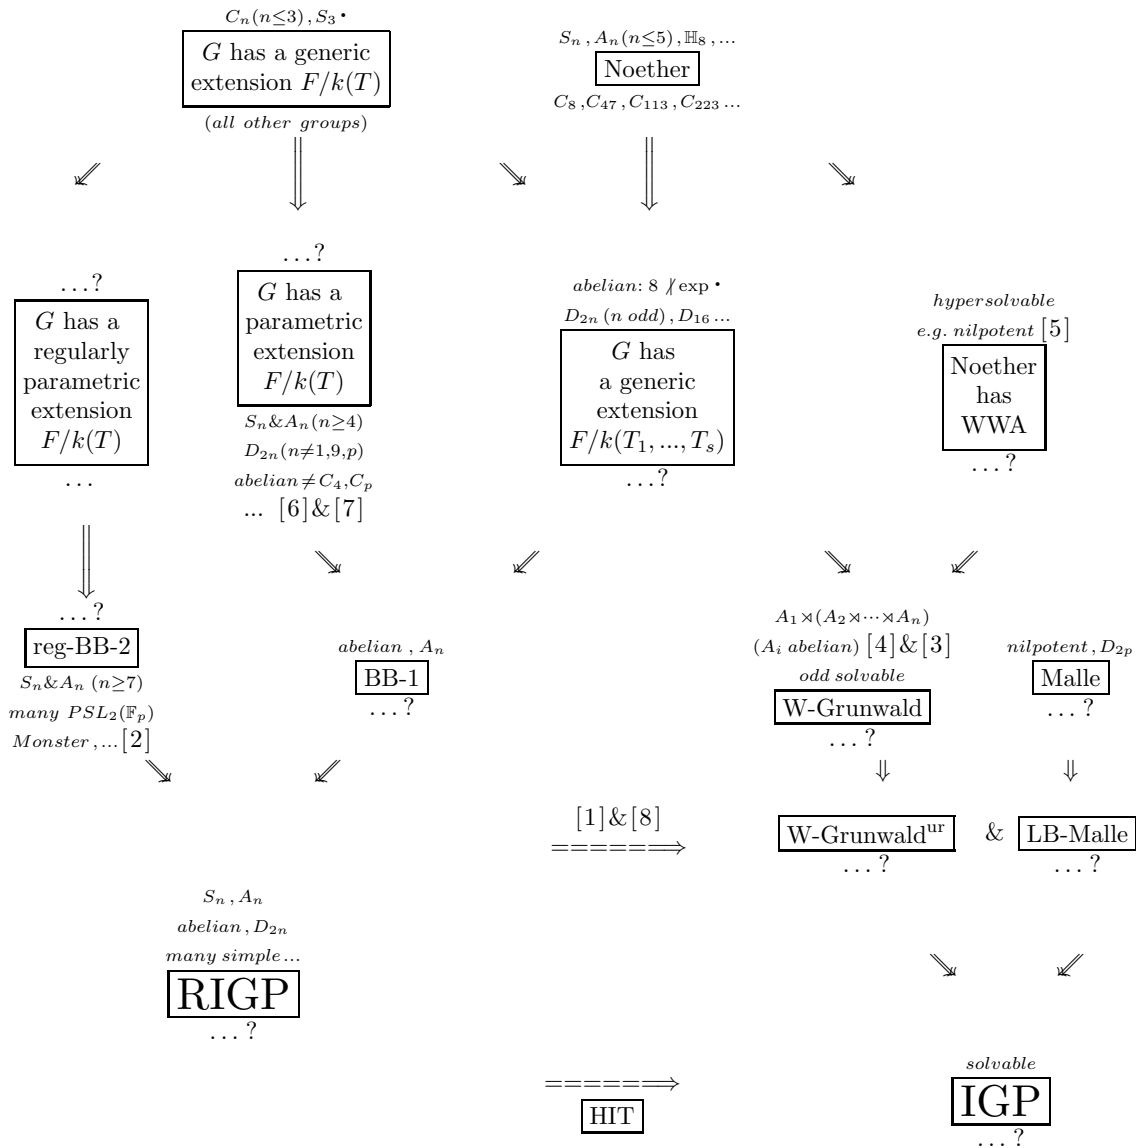 C_n(n≤3), S_3 •
G has a generic
extension F/k(T)
(all other groups)
S_n, A_n(n≤5), ℍ_8, ...
Noether
C_8, C_47, C_113, C_223 ...
⇙ ⇓ ⇘ ⇓ ⇘
...?
G has a
regularly
parametric
extension
F/k(T)
...
...?
G has a
parametric
extension
F/k(T)
S_n&A_n(n≥4)
D_2n(n≠1,9,p)
abelian≠C_4,C_p
... [6]&[7]
abelian: 8 ∤ exp •
D_2n (n odd), D_16 ...
G has
a generic
extension
F/k(T_1, ..., T_s)
...?
hypersolvable
e.g. nilpotent [5]
Noether
has
WWA
...?
⇓ ⇘ ⇙ ⇘ ⇙
...?
reg-BB-2
S_n&A_n (n≥7)
many PSL_2(𝔽_p)
Monster, ...[2]
abelian , A_n
BB-1
...?
A_1⋊(A_2⋊···⋊A_n)
(A_i abelian) [4]&[3]
odd solvable
W-Grunwald
...?
nilpotent, D_2p
Malle
...?
⇘ ⇙ ⇓ ⇓
[1]&[8]
======⇒
W-Grunwald^ur & LB-Malle
...? ...?
S_n, A_n
abelian, D_2n
many simple...
RIGP
...?
⇘ ⇙
======⇒
HIT
solvable
IGP
...?